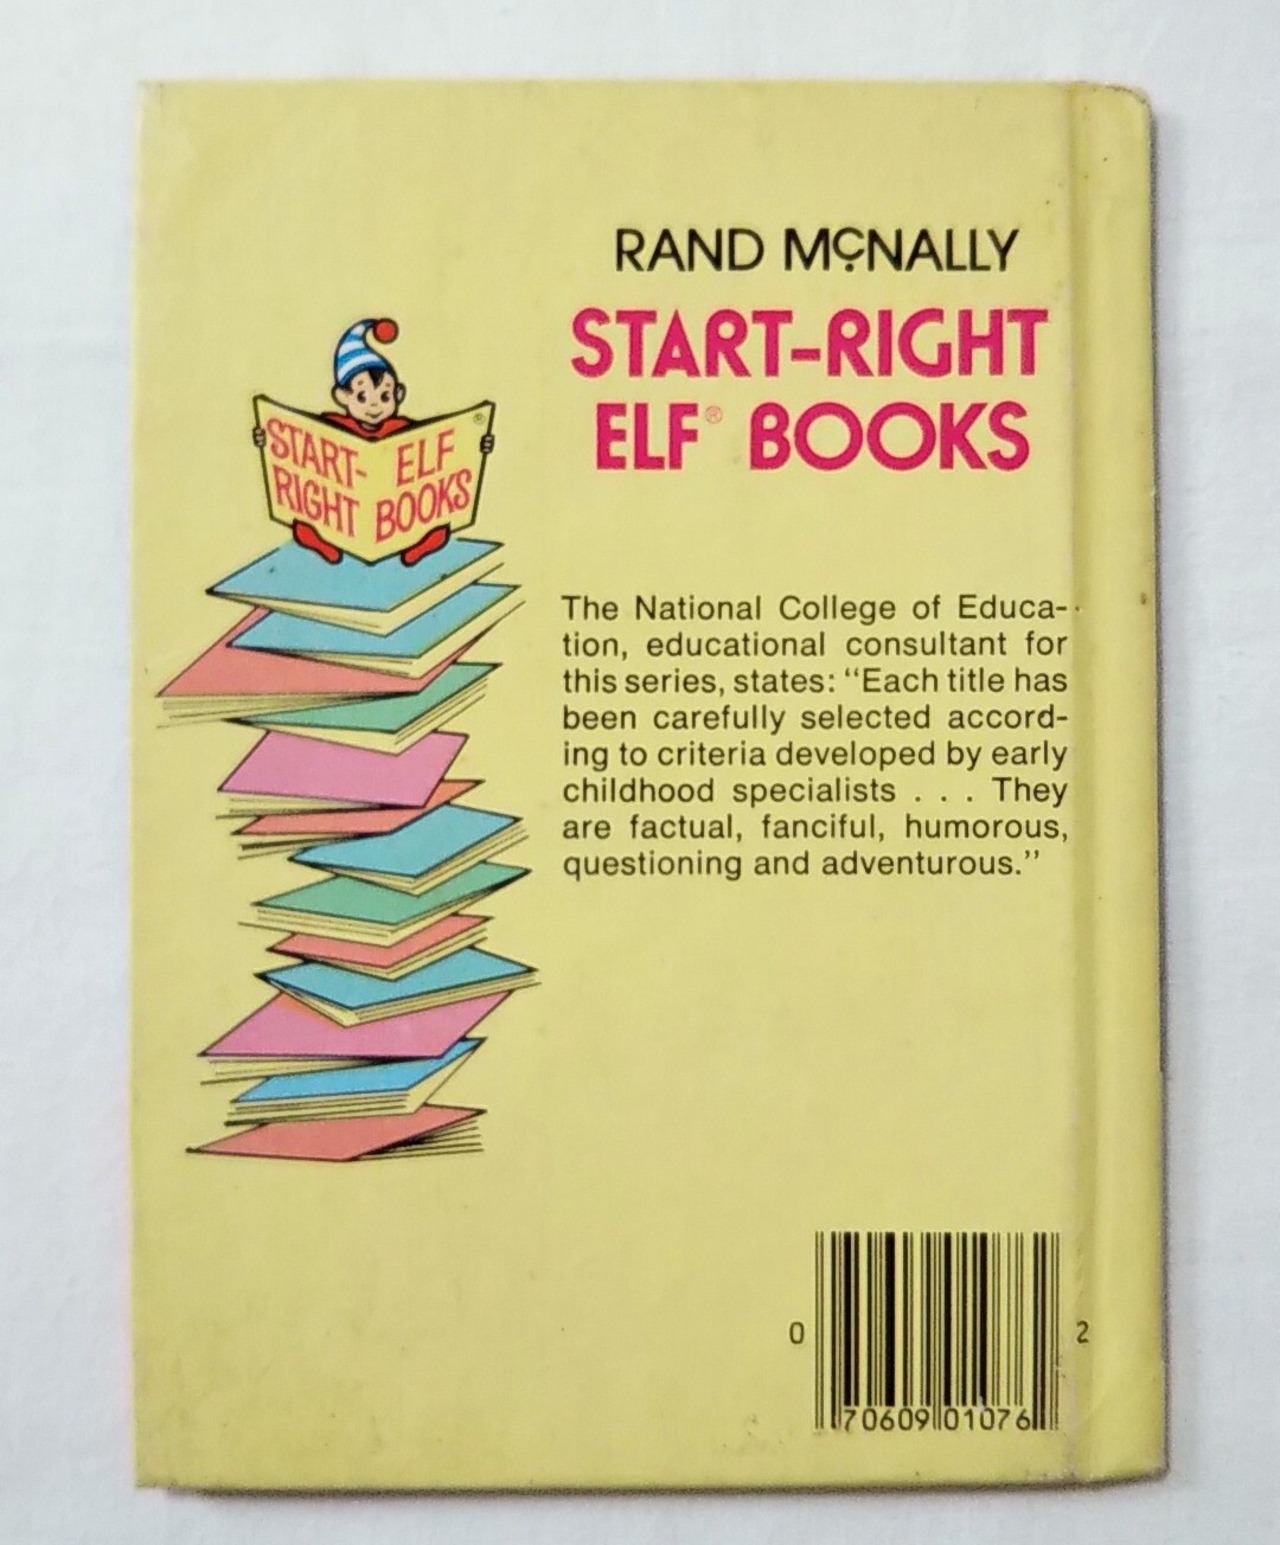 RAND McNALLY
START-RIGHT
ELF® BOOKS
START- ELF ®
RIGHT BOOKS
The National College of Educa-
tion, educational consultant for
this series, states: “Each title has
been carefully selected accord-
ing to criteria developed by early
childhood specialists . . . They
are factual, fanciful, humorous,
questioning and adventurous.”
0 70609 01076 2